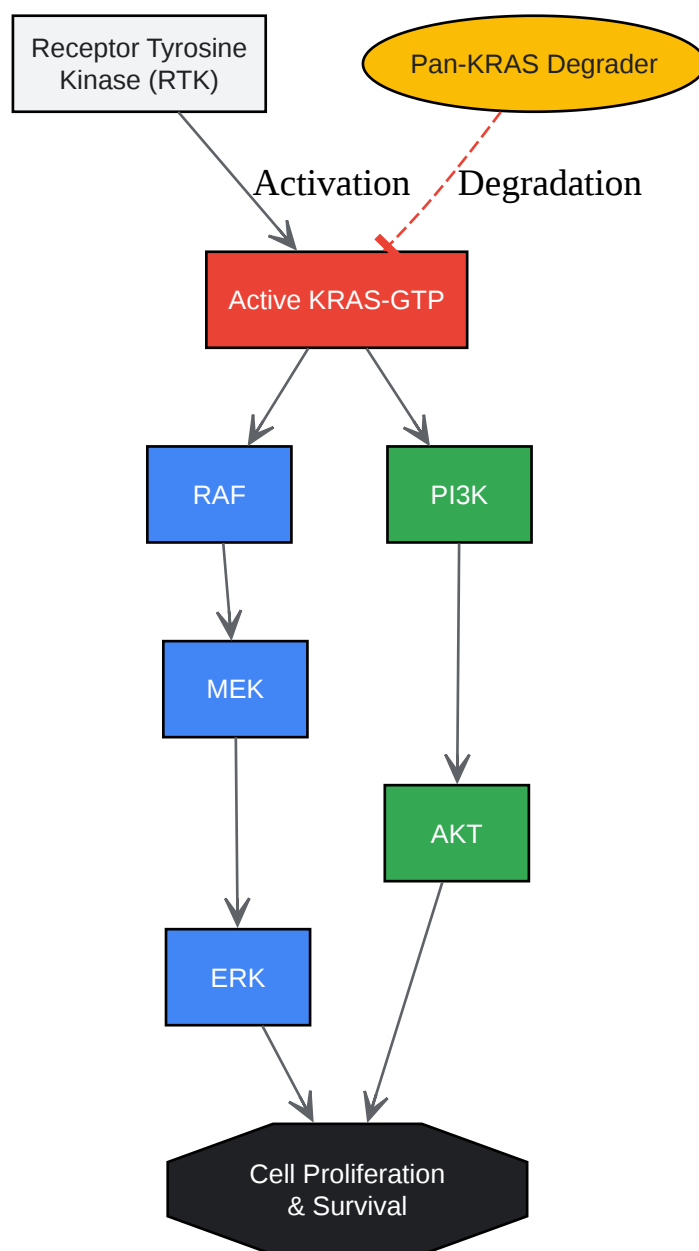 Receptor Tyrosine
Kinase (RTK)
Pan-KRAS Degrader
Activation
Degradation
Active KRAS-GTP
RAF
PI3K
MEK
AKT
ERK
Cell Proliferation
& Survival